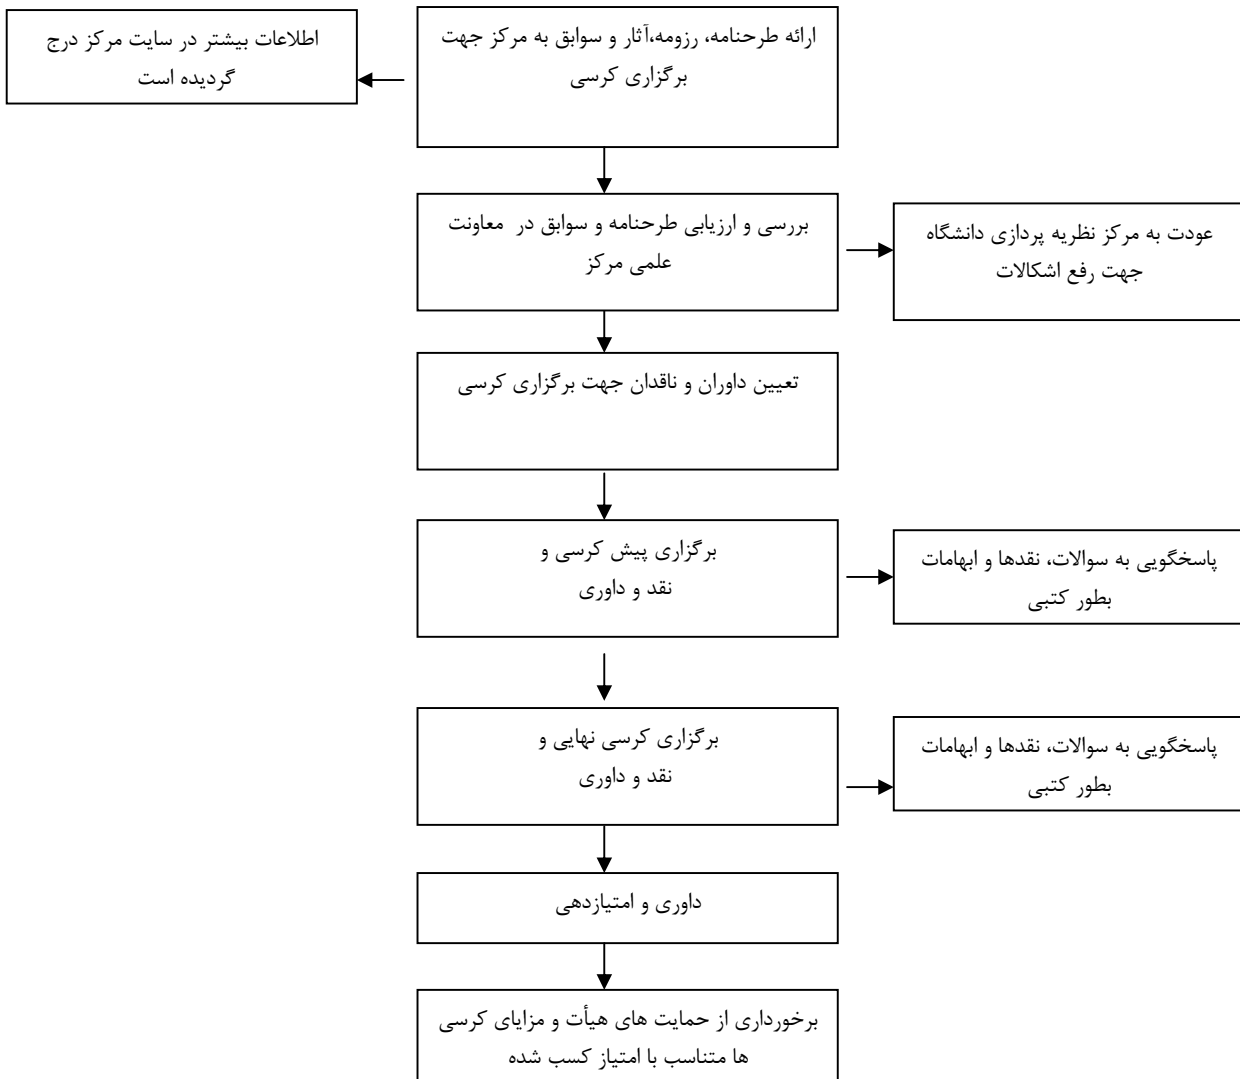 ارائه طرحنامه، رزومه،آثار و سوابق به مرکز جهت
برگزاری کرسی
اطلاعات بیشتر در سایت مرکز درج
گردیده است
بررسی و ارزیابی طرحنامه و سوابق در معاونت
علمی مرکز
عودت به مرکز نظریه پردازی دانشگاه
جهت رفع اشکالات
تعیین داوران و ناقدان جهت برگزاری کرسی
برگزاری پیش کرسی و
نقد و داوری
پاسخگویی به سوالات، نقدها و ابهامات
بطور کتبی
برگزاری کرسی نهایی و
نقد و داوری
پاسخگویی به سوالات، نقدها و ابهامات
بطور کتبی
داوری و امتیازدهی
برخورداری از حمایت های هیأت و مزایای کرسی
ها متناسب با امتیاز کسب شده